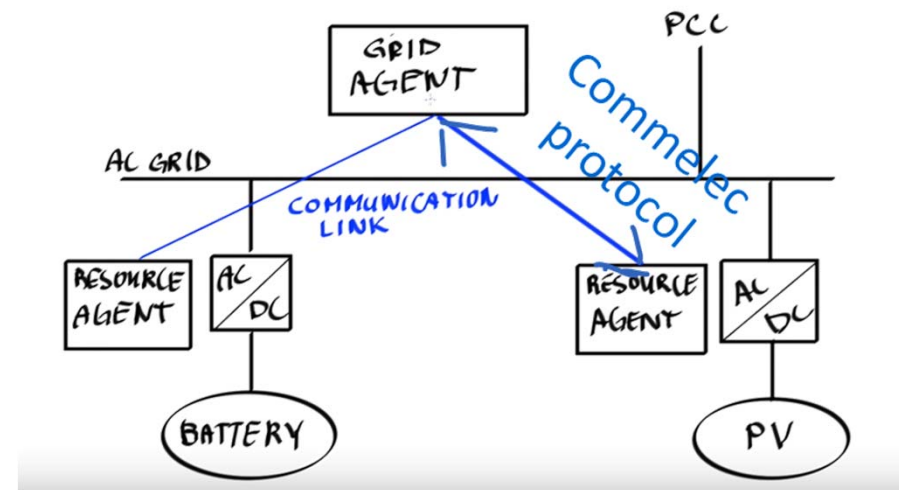 GRID
AGENT
PCC
Commelec
protocol
AC GRID
COMMUNICATION
LINK
RESOURCE
AGENT
AC
DC
RESOURCE
AGENT
AC
DC
BATTERY
PV